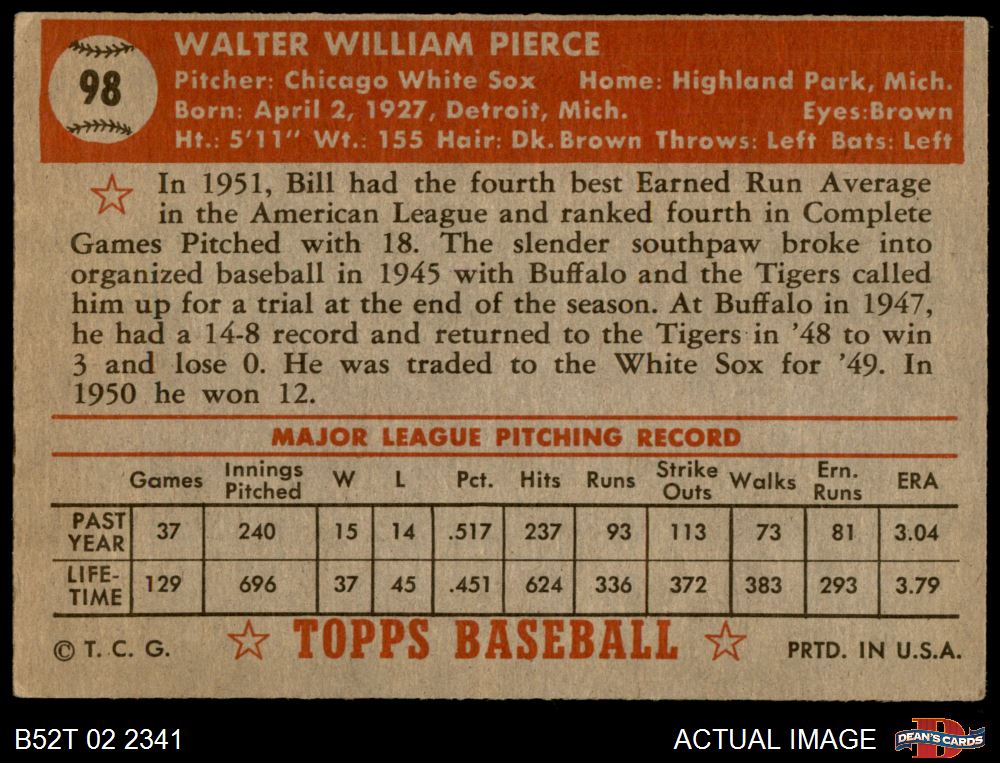 98
WALTER WILLIAM PIERCE
Pitcher: Chicago White Sox Home: Highland Park, Mich.
Born: April 2, 1927, Detroit, Mich. Eyes:Brown
Ht.: 5'11" Wt.: 155 Hair: Dk. Brown Throws: Left Bats: Left
In 1951, Bill had the fourth best Earned Run Average
in the American League and ranked fourth in Complete
Games Pitched with 18. The slender southpaw broke into
organized baseball in 1945 with Buffalo and the Tigers called
him up for a trial at the end of the season. At Buffalo in 1947,
he had a 14-8 record and returned to the Tigers in '48 to win
3 and lose 0. He was traded to the White Sox for '49. In
1950 he won 12.
MAJOR LEAGUE PITCHING RECORD
Games Innings Pitched W L Pct. Hits Runs Strike Outs Walks Ern. Runs ERA
PAST YEAR 37 240 15 14 .517 237 93 113 73 81 3.04
LIFE-TIME 129 696 37 45 .451 624 336 372 383 293 3.79
© T. C. G. TOPPS BASEBALL PRTD. IN U.S.A.
B52T 02 2341 ACTUAL IMAGE DEAN'S CARDS